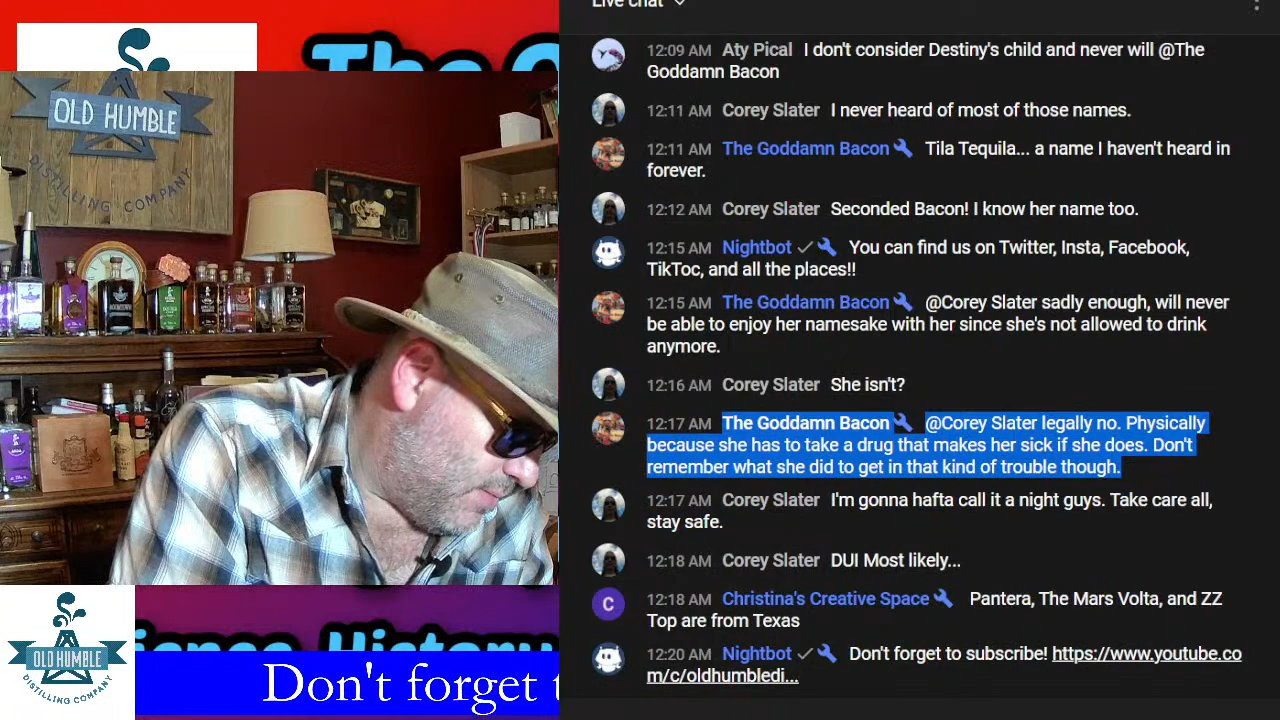 The
OLD HUMBLE
DISTILLING COMPANY
OLD HUMBLE
DISTILLING COMPANY
Don't forget
Live chat
12:09 AM Aty Pical I don't consider Destiny's child and never will @The
Goddamn Bacon
12:11 AM Corey Slater I never heard of most of those names.
12:11 AM The Goddamn Bacon Tila Tequila... a name I haven't heard in
forever.
12:12 AM Corey Slater Seconded Bacon! I know her name too.
12:15 AM Nightbot You can find us on Twitter, Insta, Facebook,
TikToc, and all the places!!
12:15 AM The Goddamn Bacon @Corey Slater sadly enough, will never
be able to enjoy her namesake with her since she's not allowed to drink
anymore.
12:16 AM Corey Slater She isn't?
12:17 AM The Goddamn Bacon @Corey Slater legally no. Physically
because she has to take a drug that makes her sick if she does. Don't
remember what she did to get in that kind of trouble though.
12:17 AM Corey Slater I'm gonna hafta call it a night guys. Take care all,
stay safe.
12:18 AM Corey Slater DUI Most likely...
C
12:18 AM Christina's Creative Space Pantera, The Mars Volta, and ZZ
Top are from Texas
12:20 AM Nightbot Don't forget to subscribe! https://www.youtube.co
m/c/oldhumbledi...